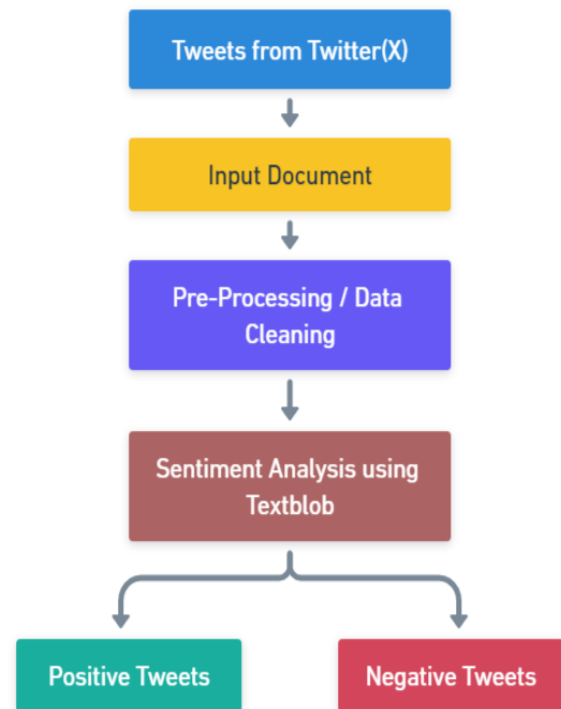 Tweets from Twitter(X)
Input Document
Pre-Processing / Data
Cleaning
Sentiment Analysis using
Textblob
Positive Tweets
Negative Tweets